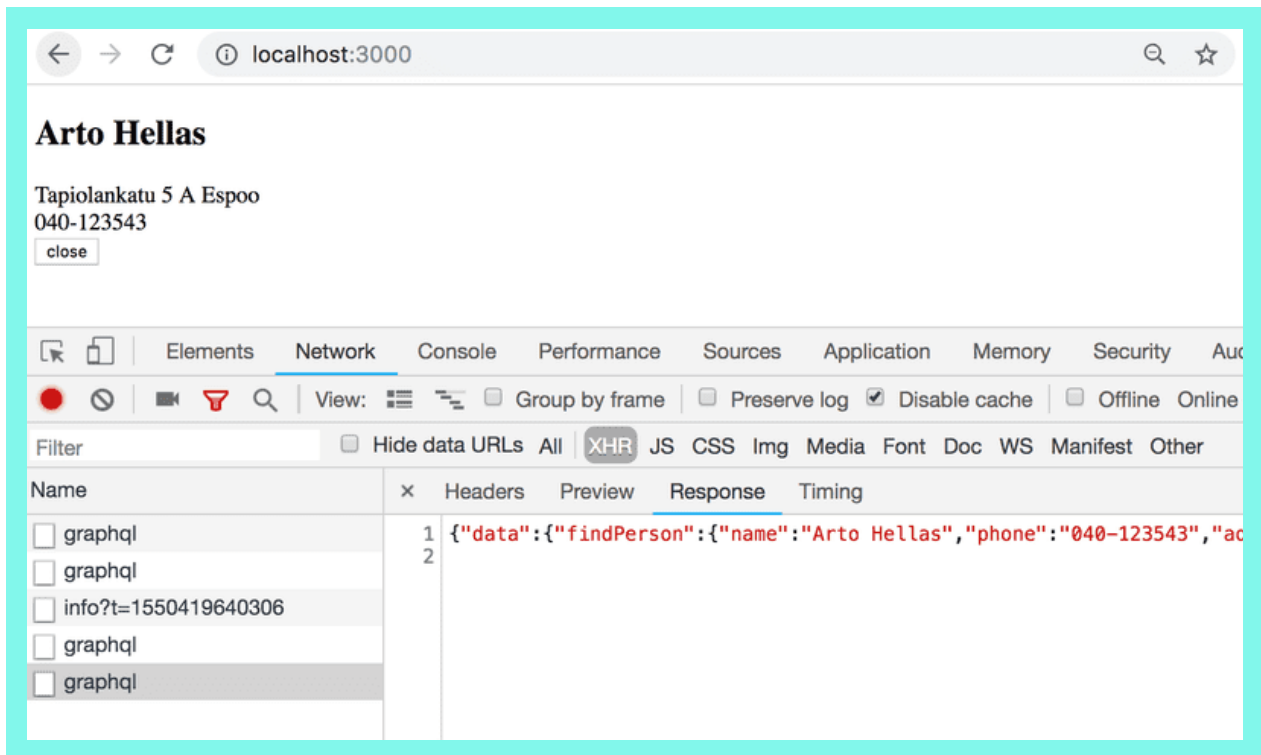 localhost:3000
Arto Hellas
Tapiolankatu 5 A Espoo
040-123543
close
Elements Network Console Performance Sources Application Memory Security Auc
View: Group by frame Preserve log Disable cache Offline Online
Filter Hide data URLs All XHR JS CSS Img Media Font Doc WS Manifest Other
Name × Headers Preview Response Timing
graphql 1 {"data":{"findPerson":{"name":"Arto Hellas","phone":"040-123543","ad
2
graphql
info?t=1550419640306
graphql
graphql